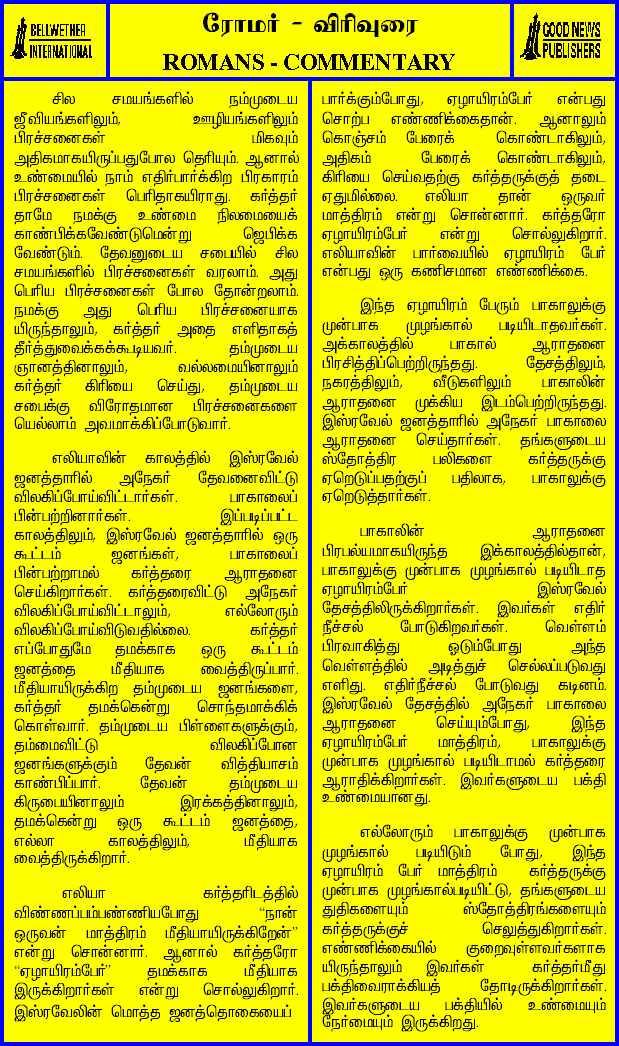 BELLWETHER
INTERNATIONAL
ரோமர் - விரிவுரை
ROMANS - COMMENTARY
GOOD NEWS
PUBLISHERS
சில சமயங்களில் நம்முடைய
ஜீவியங்களிலும், ஊழியங்களிலும்
பிரச்சனைகள் மிகவும்
அதிகமாகயிருப்பதுபோல தெரியும். ஆனால்
உண்மையில் நாம் எதிர்பார்க்கிற பிரகாரம்
பிரச்சனைகள் பெரிதாகயிராது. கர்த்தர்
தாமே நமக்கு உண்மை நிலமையைக்
காண்பிக்கவேண்டுமென்று ஜெபிக்க
வேண்டும். தேவனுடைய சபையில் சில
சமயங்களில் பிரச்சனைகள் வரலாம். அது
பெரிய பிரச்சனைகள் போல தோன்றலாம்.
நமக்கு அது பெரிய பிரச்சனையாக
யிருந்தாலும், கர்த்தர் அதை எளிதாகத்
தீர்த்துவைக்கக்கூடியவர். தம்முடைய
ஞானத்தினாலும், வல்லமையினாலும்
கர்த்தர் கிரியை செய்து, தம்முடைய
சபைக்கு விரோதமான பிரச்சனைகளை
யெல்லாம் அவமாக்கிப்போடுவார்.
எலியாவின் காலத்தில் இஸ்ரவேல்
ஜனத்தாரில் அநேகர் தேவனைவிட்டு
விலகிப்போய்விட்டார்கள். பாகாலைப்
பின்பற்றினார்கள். இப்படிப்பட்ட
காலத்திலும், இஸ்ரவேல் ஜனத்தாரில் ஒரு
கூட்டம் ஜனங்கள், பாகாலைப்
பின்பற்றாமல் கர்த்தரை ஆராதனை
செய்கிறார்கள். கர்த்தரைவிட்டு அநேகர்
விலகிப்போய்விட்டாலும், எல்லோரும்
விலகிப்போய்விடுவதில்லை. கர்த்தர்
எப்போதுமே தமக்காக ஒரு கூட்டம்
ஜனத்தை மீதியாக வைத்திருப்பார்.
மீதியாயிருக்கிற தம்முடைய ஜனங்களை,
கர்த்தர் தமக்கென்று சொந்தமாக்கிக்
கொள்வார். தம்முடைய பிள்ளைகளுக்கும்,
தம்மைவிட்டு விலகிப்போன
ஜனங்களுக்கும் தேவன் வித்தியாசம்
காண்பிப்பார். தேவன் தம்முடைய
கிருபையினாலும் இரக்கத்தினாலும்,
தமக்கென்று ஒரு கூட்டம் ஜனத்தை,
எல்லா காலத்திலும், மீதியாக
வைத்திருக்கிறார்.
எலியா கர்த்தரிடத்தில்
விண்ணப்பம்பண்ணியபோது “நான்
ஒருவன் மாத்திரம் மீதியாயிருக்கிறேன்”
என்று சொன்னார். ஆனால் கர்த்தரோ
“ஏழாயிரம்பேர்” தமக்காக மீதியாக
இருக்கிறார்கள் என்று சொல்லுகிறார்.
இஸ்ரவேலின் மொத்த ஜனத்தொகையைப்
பார்க்கும்போது, ஏழாயிரம்பேர் என்பது
சொற்ப எண்ணிக்கைதான். ஆனாலும்
கொஞ்சம் பேரைக் கொண்டாகிலும்,
அதிகம் பேரைக் கொண்டாகிலும்,
கிரியை செய்வதற்கு கர்த்தருக்குத் தடை
ஏதுமில்லை. எலியா தான் ஒருவர்
மாத்திரம் என்று சொன்னார். கர்த்தரோ
ஏழாயிரம்பேர் என்று சொல்லுகிறார்.
எலியாவின் பார்வையில் ஏழாயிரம் பேர்
என்பது ஒரு கணிசமான எண்ணிக்கை.
இந்த ஏழாயிரம் பேரும் பாகாலுக்கு
முன்பாக முழங்கால் படியிடாதவர்கள்.
அக்காலத்தில் பாகால் ஆராதனை
பிரசித்திப்பெற்றிருந்தது. தேசத்திலும்,
நகரத்திலும், வீடுகளிலும் பாகாலின்
ஆராதனை முக்கிய இடம்பெற்றிருந்தது.
இஸ்ரவேல் ஜனத்தாரில் அநேகர் பாகாலை
ஆராதனை செய்தார்கள். தங்களுடைய
ஸ்தோத்திர பலிகளை கர்த்தருக்கு
ஏறெடுப்பதற்குப் பதிலாக, பாகாலுக்கு
ஏறெடுத்தார்கள்.
பாகாலின் ஆராதனை
பிரபல்யமாகயிருந்த இக்காலத்தில்தான்,
பாகாலுக்கு முன்பாக முழங்கால் படியிடாத
ஏழாயிரம்பேர் இஸ்ரவேல்
தேசத்திலிருக்கிறார்கள். இவர்கள் எதிர்
நீச்சல் போடுகிறவர்கள். வெள்ளம்
பிரவாகித்து ஓடும்போது அந்த
வெள்ளத்தில் அடித்துச் செல்லப்படுவது
எளிது. எதிர்நீச்சல் போடுவது கடினம்.
இஸ்ரவேல் தேசத்தில் அநேகர் பாகாலை
ஆராதனை செய்யும்போது, இந்த
ஏழாயிரம்பேர் மாத்திரம், பாகாலுக்கு
முன்பாக முழங்கால் படியிடாமல் கர்த்தரை
ஆராதிக்கிறார்கள். இவர்களுடைய பக்தி
உண்மையானது.
எல்லோரும் பாகாலுக்கு முன்பாக
முழங்கால் படியிடும் போது, இந்த
ஏழாயிரம் பேர் மாத்திரம் கர்த்தருக்கு
முன்பாக முழங்கால்படியிட்டு, தங்களுடைய
துதிகளையும் ஸ்தோத்திரங்களையும்
கர்த்தருக்குச் செலுத்துகிறார்கள்.
எண்ணிக்கையில் குறைவுள்ளவர்களாக
யிருந்தாலும் இவர்கள் கர்த்தர்மீது
பக்திவைராக்கியத் தோடிருக்கிறார்கள்.
இவர்களுடைய பக்தியில் உண்மையும்
நேர்மையும் இருக்கிறது.